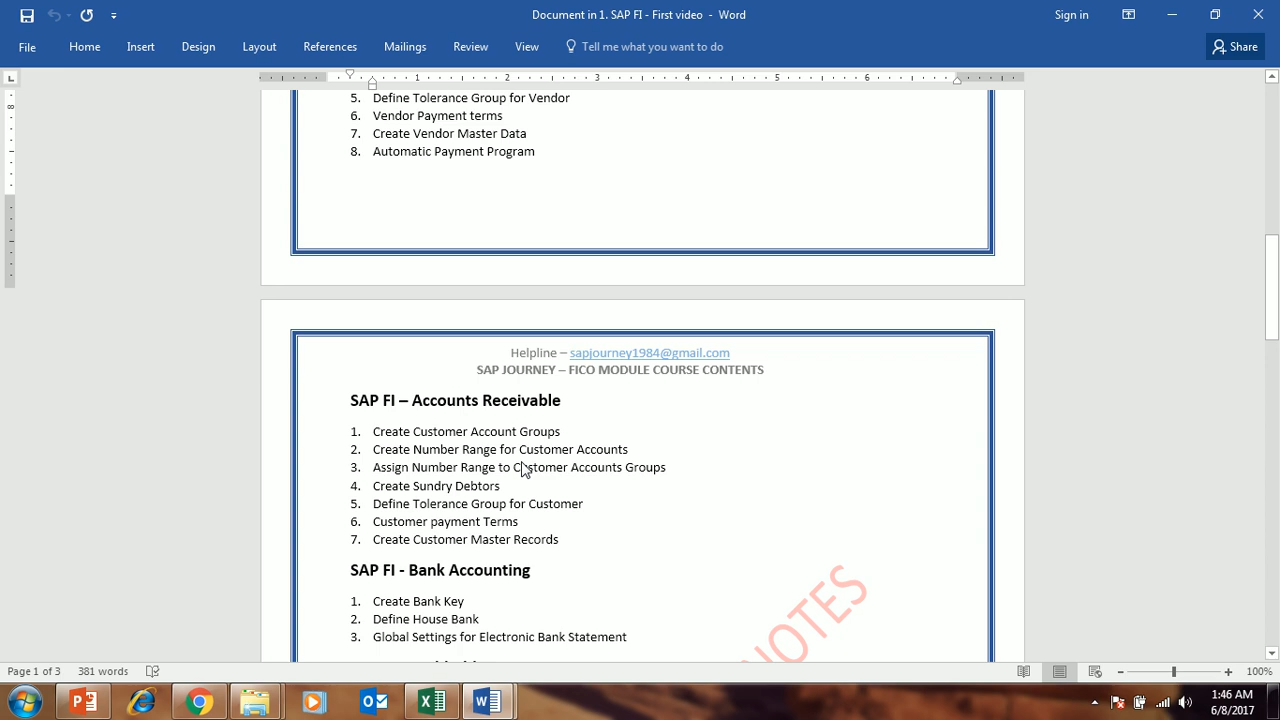 Document in 1. SAP FI - First video - Word
Sign in
File Home Insert Design Layout References Mailings Review View Tell me what you want to do Share
1 2 3 4 5 6
5. Define Tolerance Group for Vendor
6. Vendor Payment terms
7. Create Vendor Master Data
8. Automatic Payment Program
Helpline – sapjourney1984@gmail.com
SAP JOURNEY – FICO MODULE COURSE CONTENTS
SAP FI – Accounts Receivable
1. Create Customer Account Groups
2. Create Number Range for Customer Accounts
3. Assign Number Range to Customer Accounts Groups
4. Create Sundry Debtors
5. Define Tolerance Group for Customer
6. Customer payment Terms
7. Create Customer Master Records
SAP FI - Bank Accounting
1. Create Bank Key
2. Define House Bank
3. Global Settings for Electronic Bank Statement
NOTES
Page 1 of 3 381 words
100%
1:46 AM
6/8/2017